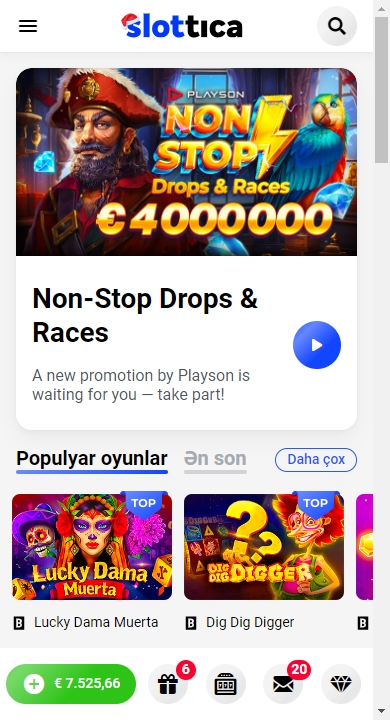 slottica
PLAYSON
NON
STOP
Drops & Races
€4000000
Non-Stop Drops &
Races
A new promotion by Playson is
waiting for you — take part!
Populyar oyunlar
Ən son
Daha çox
TOP
TOP
Lucky Dama
Muerta
DIG DIG DIGGER
B Lucky Dama Muerta
B Dig Dig Digger
B
€ 7.525,66
6
20